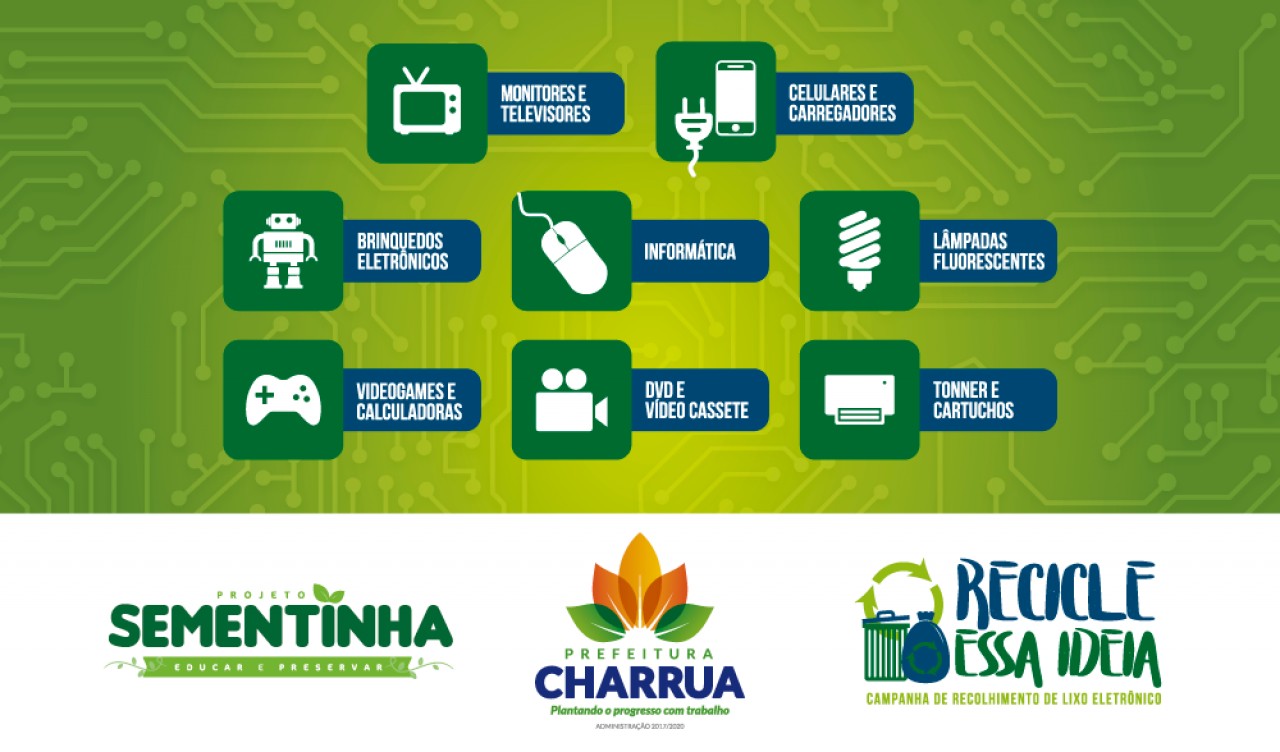 MONITORES E
TELEVISORES
CELULARES E
CARREGADORES
BRINQUEDOS
ELETRÔNICOS
INFORMÁTICA
LÂMPADAS
FLUORESCENTES
VIDEOGAMES E
CALCULADORAS
DVD E
VÍDEO CASSETE
TONNER E
CARTUCHOS
PROJETO
SEMENTINHA
EDUCAR E PRESERVAR
PREFEITURA
CHARRUA
Plantando o progresso com trabalho
ADMINISTRAÇÃO 2017/2020
RECICLE
ESSA IDEIA
CAMPANHA DE RECOLHIMENTO DE LIXO ELETRÔNICO